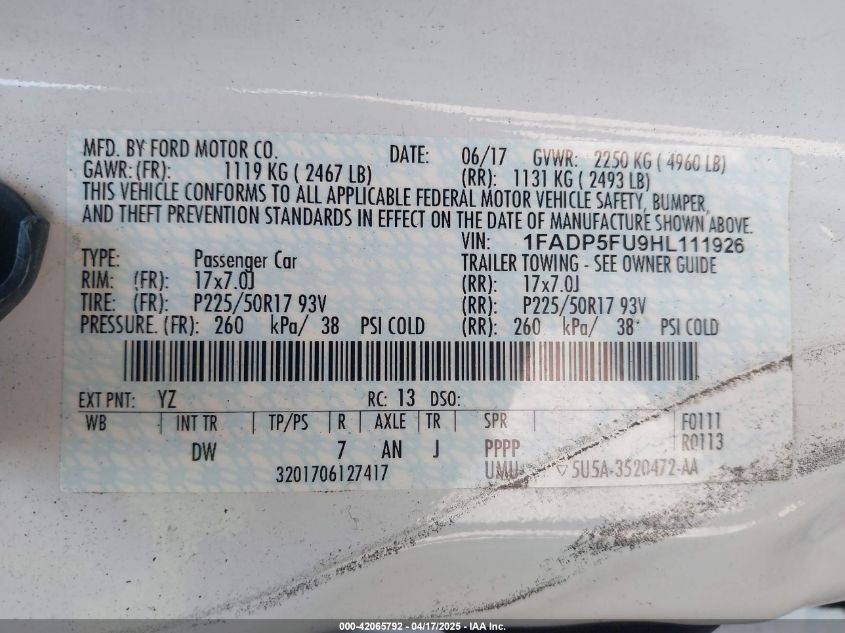 MFD. BY FORD MOTOR CO. DATE: 06/17 GVWR: 2250 KG ( 4960 LB)
GAWR: (FR): 1119 KG ( 2467 LB) (RR): 1131 KG ( 2493 LB)
THIS VEHICLE CONFORMS TO ALL APPLICABLE FEDERAL MOTOR VEHICLE SAFETY, BUMPER,
AND THEFT PREVENTION STANDARDS IN EFFECT ON THE DATE OF MANUFACTURE SHOWN ABOVE.
VIN: 1FADP5FU9HL111926
TYPE: Passenger Car TRAILER TOWING - SEE OWNER GUIDE
RIM: (FR): 17x7.0J (RR): 17x7.0J
TIRE: (FR): P225/50R17 93V (RR): P225/50R17 93V
PRESSURE. (FR): 260 kPa/ 38 PSI COLD (RR): 260 kPa/ 38 PSI COLD
EXT PNT: YZ RC: 13 DSO:
WB INT TR TP/PS R AXLE TR SPR F0111
DW 7 AN J PPPP R0113
3201706127417 UMU 5U5A-3520472-AA
000-42065792 - 04/17/2025 - IAA Inc.